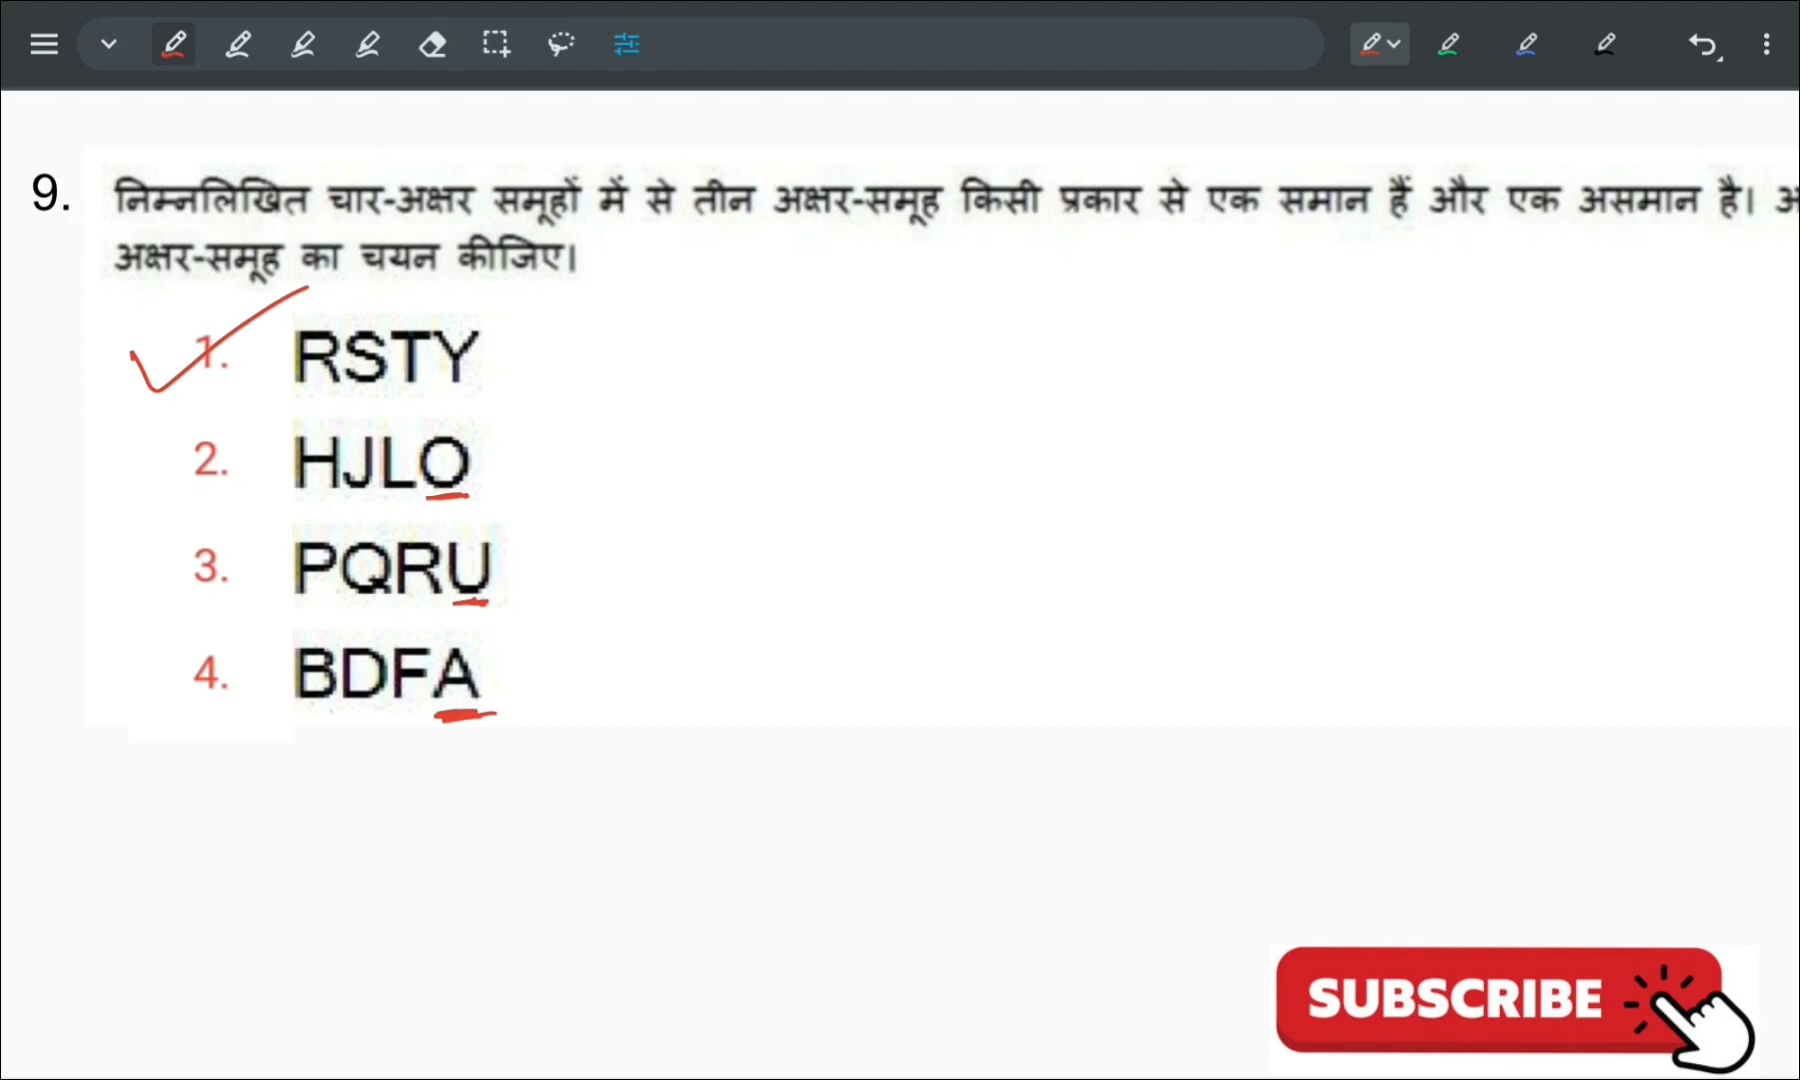 9. निम्नलिखित चार-अक्षर समूहों में से तीन अक्षर-समूह किसी प्रकार से एक समान हैं और एक असमान है।
अक्षर-समूह का चयन कीजिए।
1. RSTY
2. HJLO
3. PQRU
4. BDFA
SUBSCRIBE